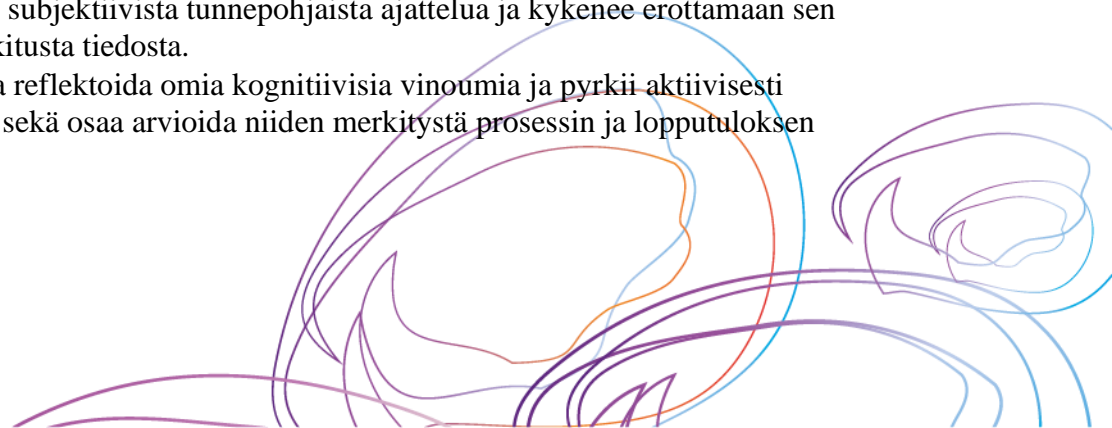 subjektiivista tunnepohjaista ajattelua ja kykenee erottamaan sen
kitusta tiedosta.
a reflektoida omia kognitiivisia vinoumia ja pyrkii aktiivisesti
sekä osaa arvioida niiden merkitystä prosessin ja lopputuloksen